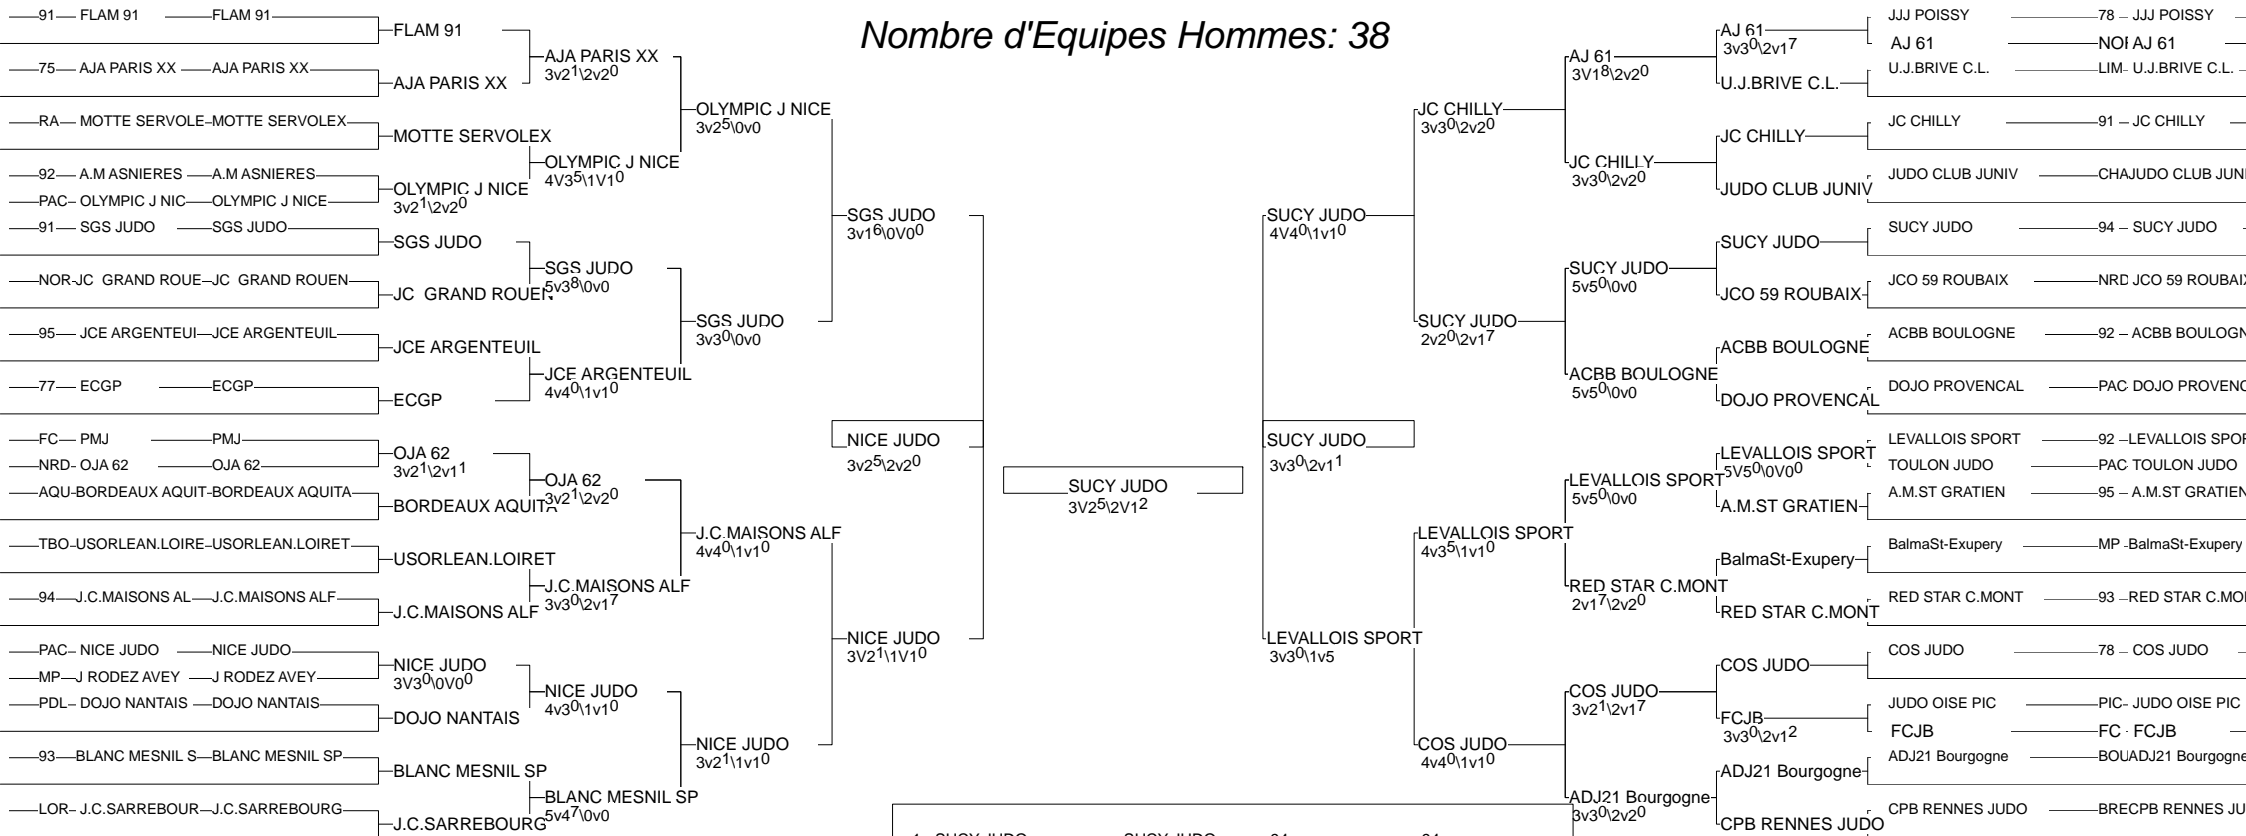 Nombre d'Equipes Hommes: 38
91 FLAM 91 FLAM 91
75 AJA PARIS XX AJA PARIS XX
RA MOTTE SERVOLE MOTTE SERVOLEX
92 A.M ASNIERES A.M ASNIERES
PAC OLYMPIC J NIC OLYMPIC J NICE
91 SGS JUDO SGS JUDO
NOR JC GRAND ROUE JC GRAND ROUEN
95 JCE ARGENTEUI JCE ARGENTEUIL
77 ECGP ECGP
FC PMJ PMJ
NRD OJA 62 OJA 62
AQU BORDEAUX AQUIT BORDEAUX AQUITA
TBO USORLEAN.LOIRE USORLEAN.LOIRET
94 J.C.MAISONS AL J.C.MAISONS ALF
PAC NICE JUDO NICE JUDO
MP J RODEZ AVEY J RODEZ AVEY
PDL DOJO NANTAIS DOJO NANTAIS
93 BLANC MESNIL S BLANC MESNIL SP
LOR J.C.SARREBOUR J.C.SARREBOURG
FLAM 91
AJA PARIS XX
MOTTE SERVOLEX
OLYMPIC J NICE
3v21\2v20
SGS JUDO
JC GRAND ROUEN
JCE ARGENTEUIL
ECGP
OJA 62
3v21\2v11
BORDEAUX AQUITA
USORLEAN.LOIRET
J.C.MAISONS ALF
NICE JUDO
3V30\0V00
DOJO NANTAIS
BLANC MESNIL SP
J.C.SARREBOURG
AJA PARIS XX
3v21\2v20
OLYMPIC J NICE
4V35\1V10
SGS JUDO
5v38\0v0
JCE ARGENTEUIL
4v40\1v10
OJA 62
3v21\2v20
J.C.MAISONS ALF
3v30\2v17
NICE JUDO
4v30\1v10
BLANC MESNIL SP
5v47\0v0
OLYMPIC J NICE
3v25\0v0
SGS JUDO
3v30\0v0
J.C.MAISONS ALF
4v40\1v10
NICE JUDO
3v21\1v10
SGS JUDO
3v16\0V00
NICE JUDO
3v25\2v20
NICE JUDO
3V21\1V10
SUCY JUDO
3V25\2V12
SUCY JUDO
4V40\1v10
SUCY JUDO
3v30\2v11
LEVALLOIS SPORT
3v30\1v5
JC CHILLY
3v30\2v20
SUCY JUDO
2v20\2v17
LEVALLOIS SPORT
4v35\1v10
COS JUDO
4v40\1v10
AJ 61
3V18\2v20
JC CHILLY
3v30\2v20
SUCY JUDO
5v50\0v0
ACBB BOULOGNE
5v50\0v0
LEVALLOIS SPORT
5v50\0v0
RED STAR C.MONT
2v17\2v20
COS JUDO
3v21\2v17
ADJ21 Bourgogne
3v30\2v20
AJ 61
3v30\2v17
U.J.BRIVE C.L.
JC CHILLY
JUDO CLUB JUNIV
SUCY JUDO
JCO 59 ROUBAIX
ACBB BOULOGNE
DOJO PROVENCAL
LEVALLOIS SPORT
5V50\0V00
A.M.ST GRATIEN
BalmaSt-Exupery
RED STAR C.MONT
COS JUDO
FCJB
3v30\2v12
ADJ21 Bourgogne
CPB RENNES JUDO
JJJ POISSY 78 JJJ POISSY
AJ 61 NOI AJ 61
U.J.BRIVE C.L. LIM U.J.BRIVE C.L.
JC CHILLY 91 JC CHILLY
JUDO CLUB JUNIV CHAJUDO CLUB JUNI
SUCY JUDO 94 SUCY JUDO
JCO 59 ROUBAIX NRD JCO 59 ROUBAIX
ACBB BOULOGNE 92 ACBB BOULOGN
DOJO PROVENCAL PAC DOJO PROVENC
LEVALLOIS SPORT 92 LEVALLOIS SPOR
TOULON JUDO PAC TOULON JUDO
A.M.ST GRATIEN 95 A.M.ST GRATIEN
BalmaSt-Exupery MP BalmaSt-Exupery
RED STAR C.MONT 93 RED STAR C.MON
COS JUDO 78 COS JUDO
JUDO OISE PIC PIC JUDO OISE PIC
FCJB FC FCJB
ADJ21 Bourgogne BOUADJ21 Bourgogne
CPB RENNES JUDO BRECPB RENNES JU